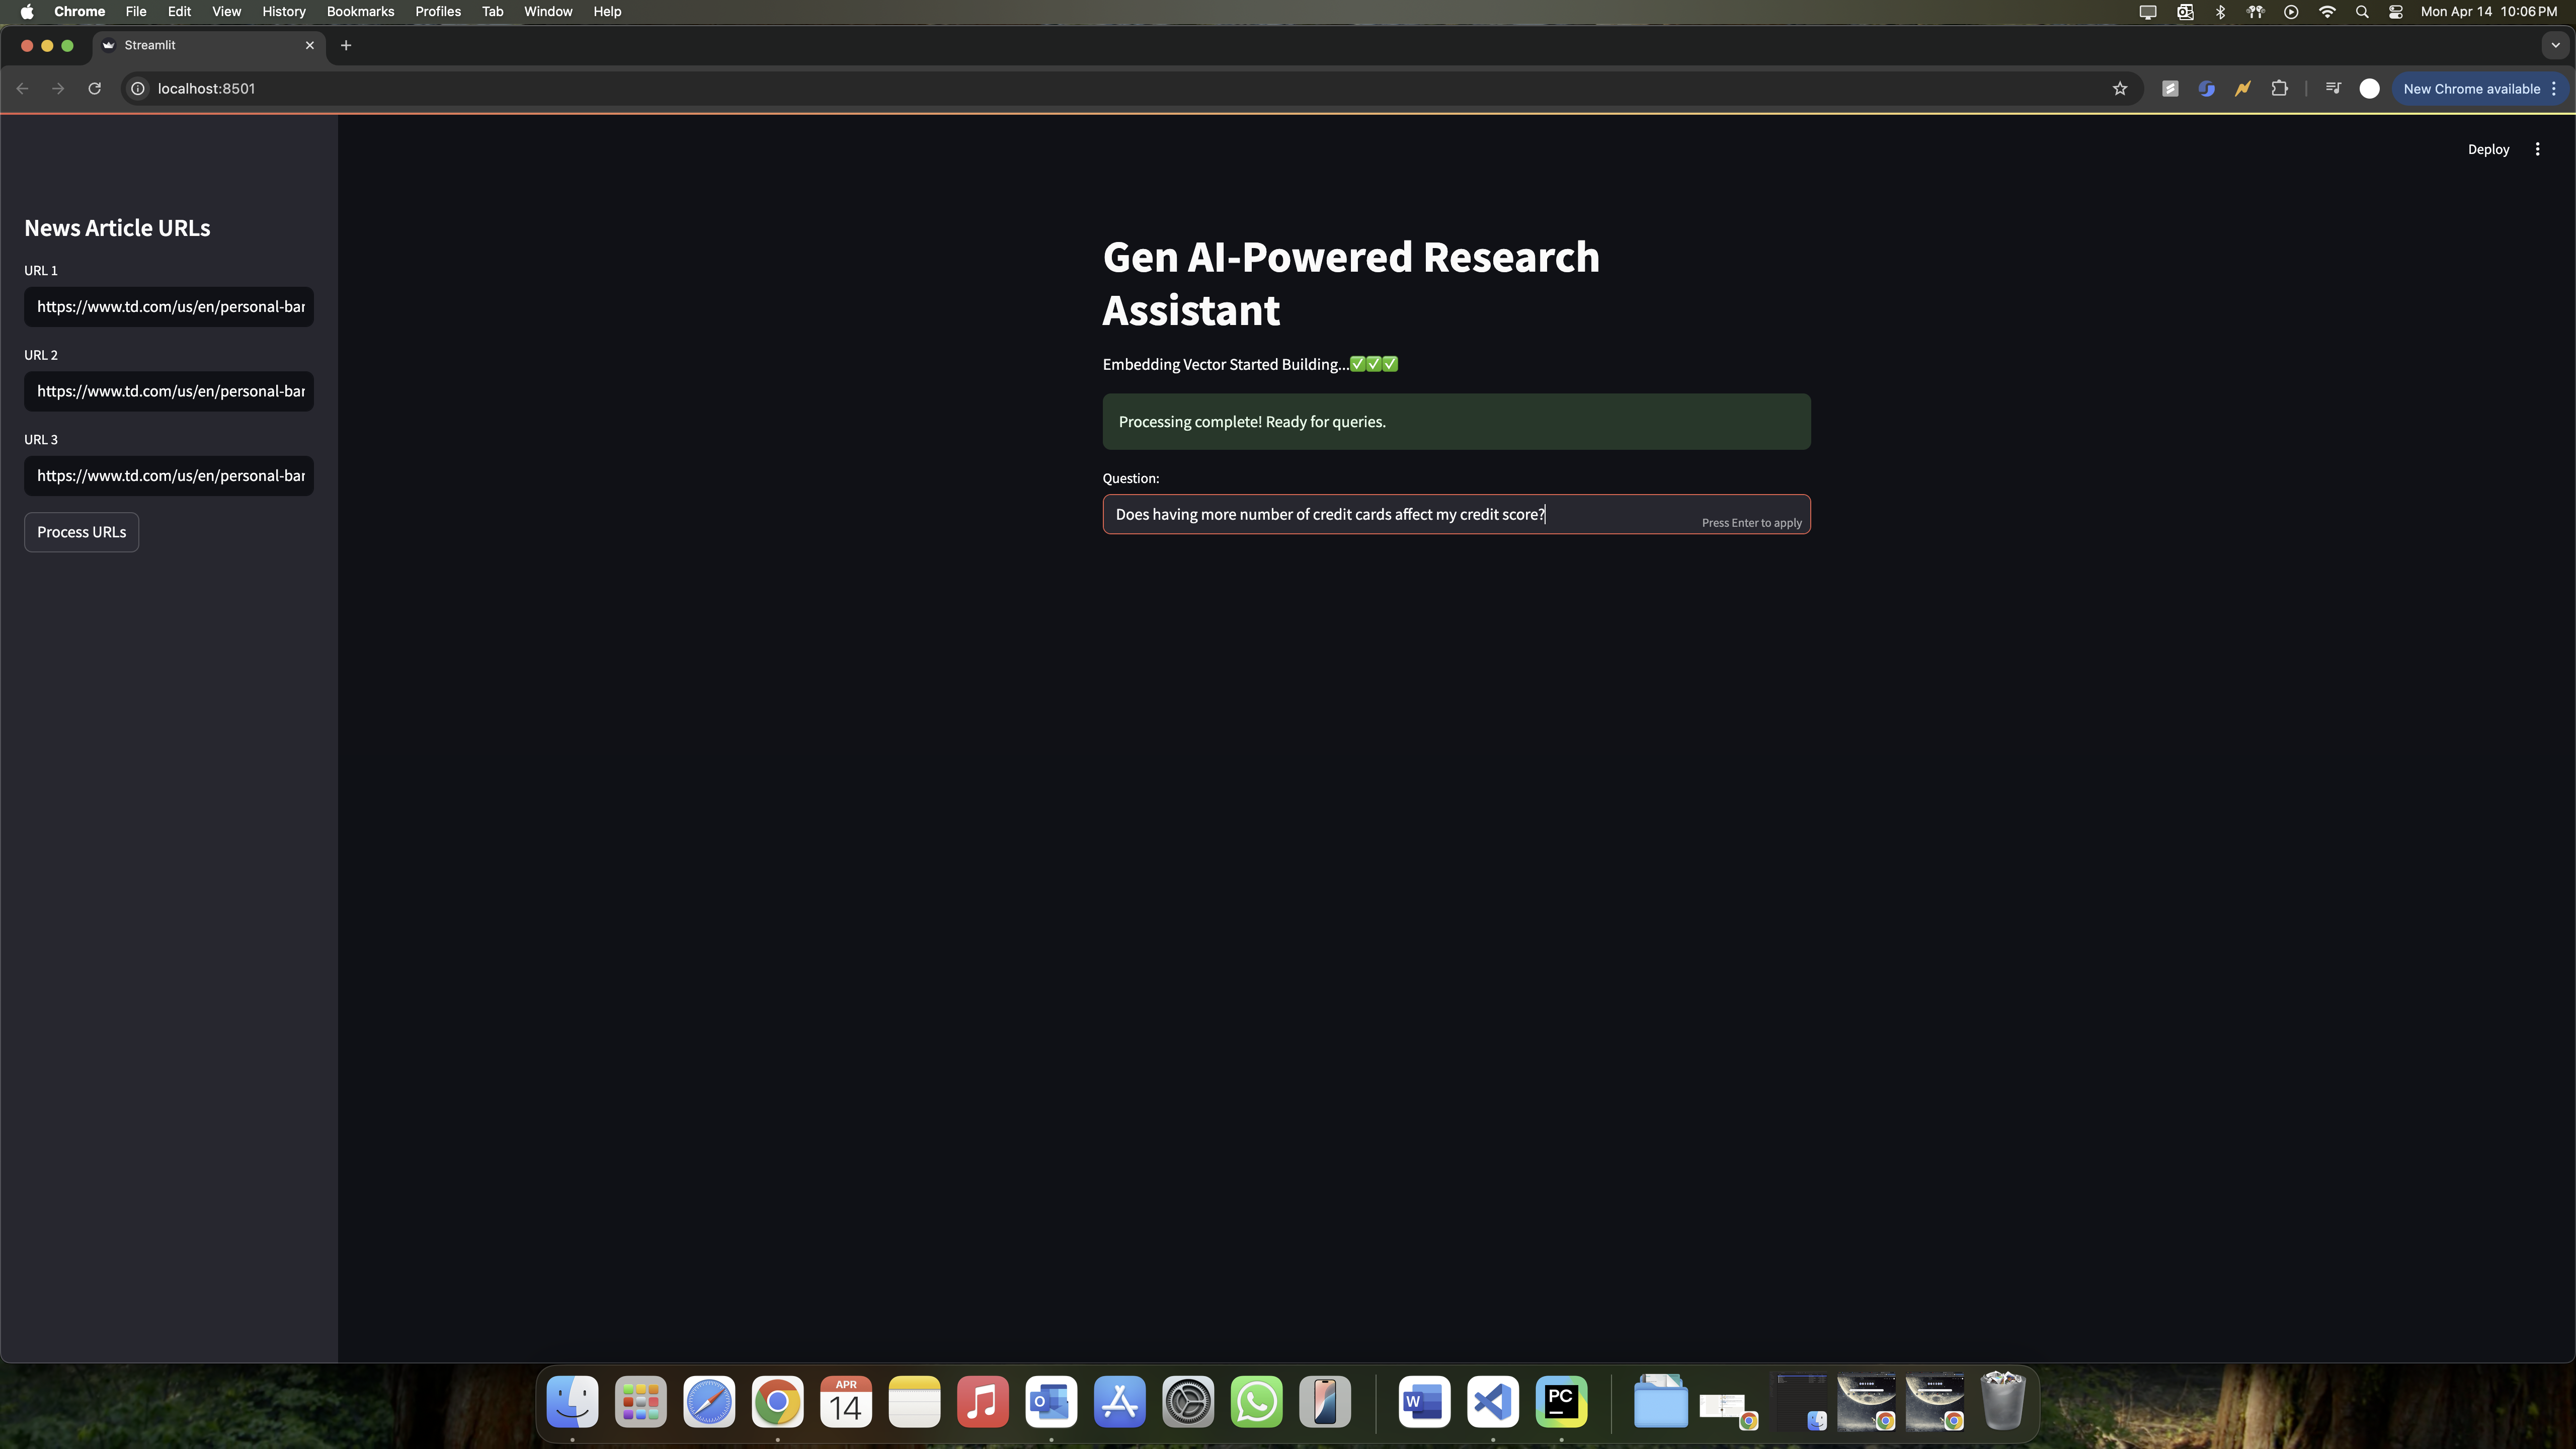 Chrome File Edit View History Bookmarks Profiles Tab Window Help Mon Apr 14 10:06 PM
Streamlit
localhost:8501
New Chrome available
Deploy
News Article URLs
URL 1
https://www.td.com/us/en/personal-bar
URL 2
https://www.td.com/us/en/personal-bar
URL 3
https://www.td.com/us/en/personal-bar
Process URLs
Gen AI-Powered Research
Assistant
Embedding Vector Started Building...✅✅✅
Processing complete! Ready for queries.
Question:
Does having more number of credit cards affect my credit score?
Press Enter to apply
APR
14
O
W
PC